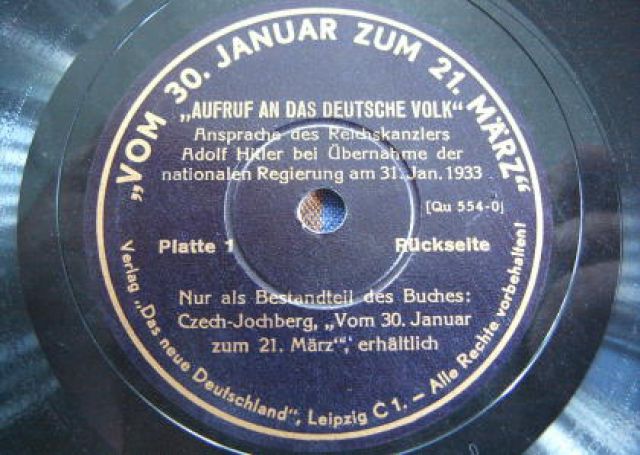 „VOM 30. JANUAR ZUM 21. MÄRZ“
„AUFRUF AN DAS DEUTSCHE VOLK“
Ansprache des Reichskanzlers
Adolf Hitler bei Übernahme der
nationalen Regierung am 31. Jan. 1933
[Qu 554-0]
Platte 1 Rückseite
Nur als Bestandteil des Buches:
Czech-Jochberg, „Vom 30. Januar
zum 21. März“, erhältlich
Verlag „Das neue Deutschland“, Leipzig C 1. — Alle Rechte vorbehalten!